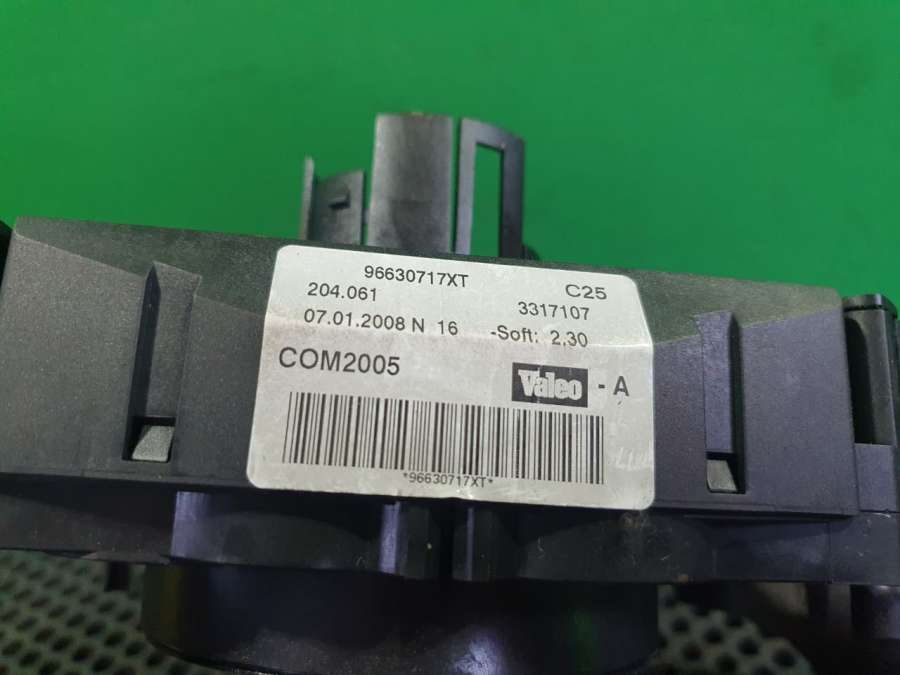 96630717XT C25
204.061 3317107
07.01.2008 N 16 -Soft: 2.30
COM2005 Valeo - A
*96630717XT*